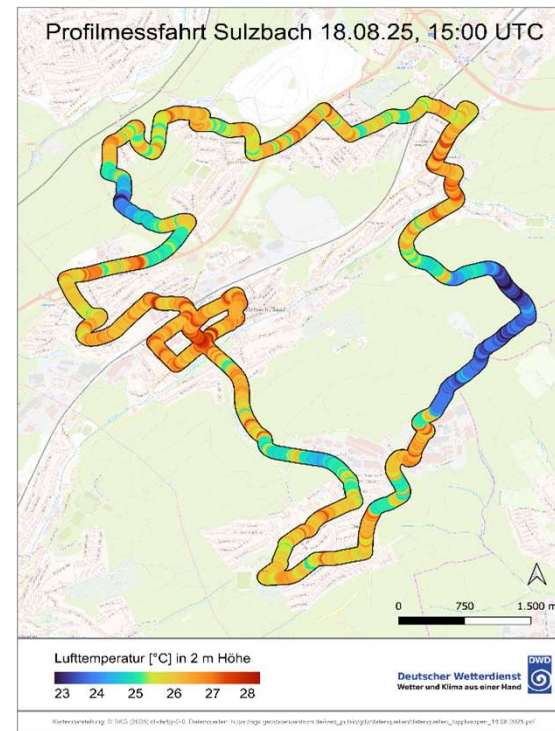 Profilmessfahrt Sulzbach 18.08.25, 15:00 UTC
0 750 1.500 m
Lufttemperatur [°C] in 2 m Höhe
23 24 25 26 27 28
Deutscher Wetterdienst
Wetter und Klima aus einer Hand
DWD